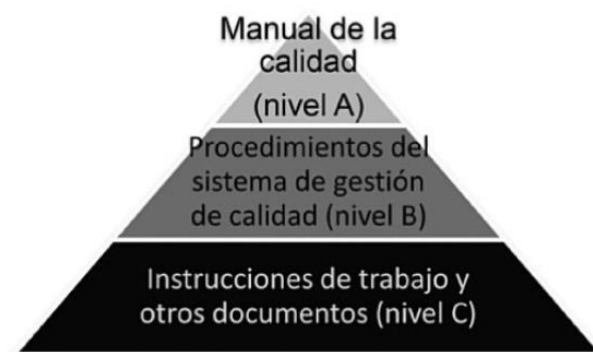 Manual de la
calidad
(nivel A)
Procedimientos del
sistema de gestión
de calidad (nivel B)
Instrucciones de trabajo y
otros documentos (nivel C)